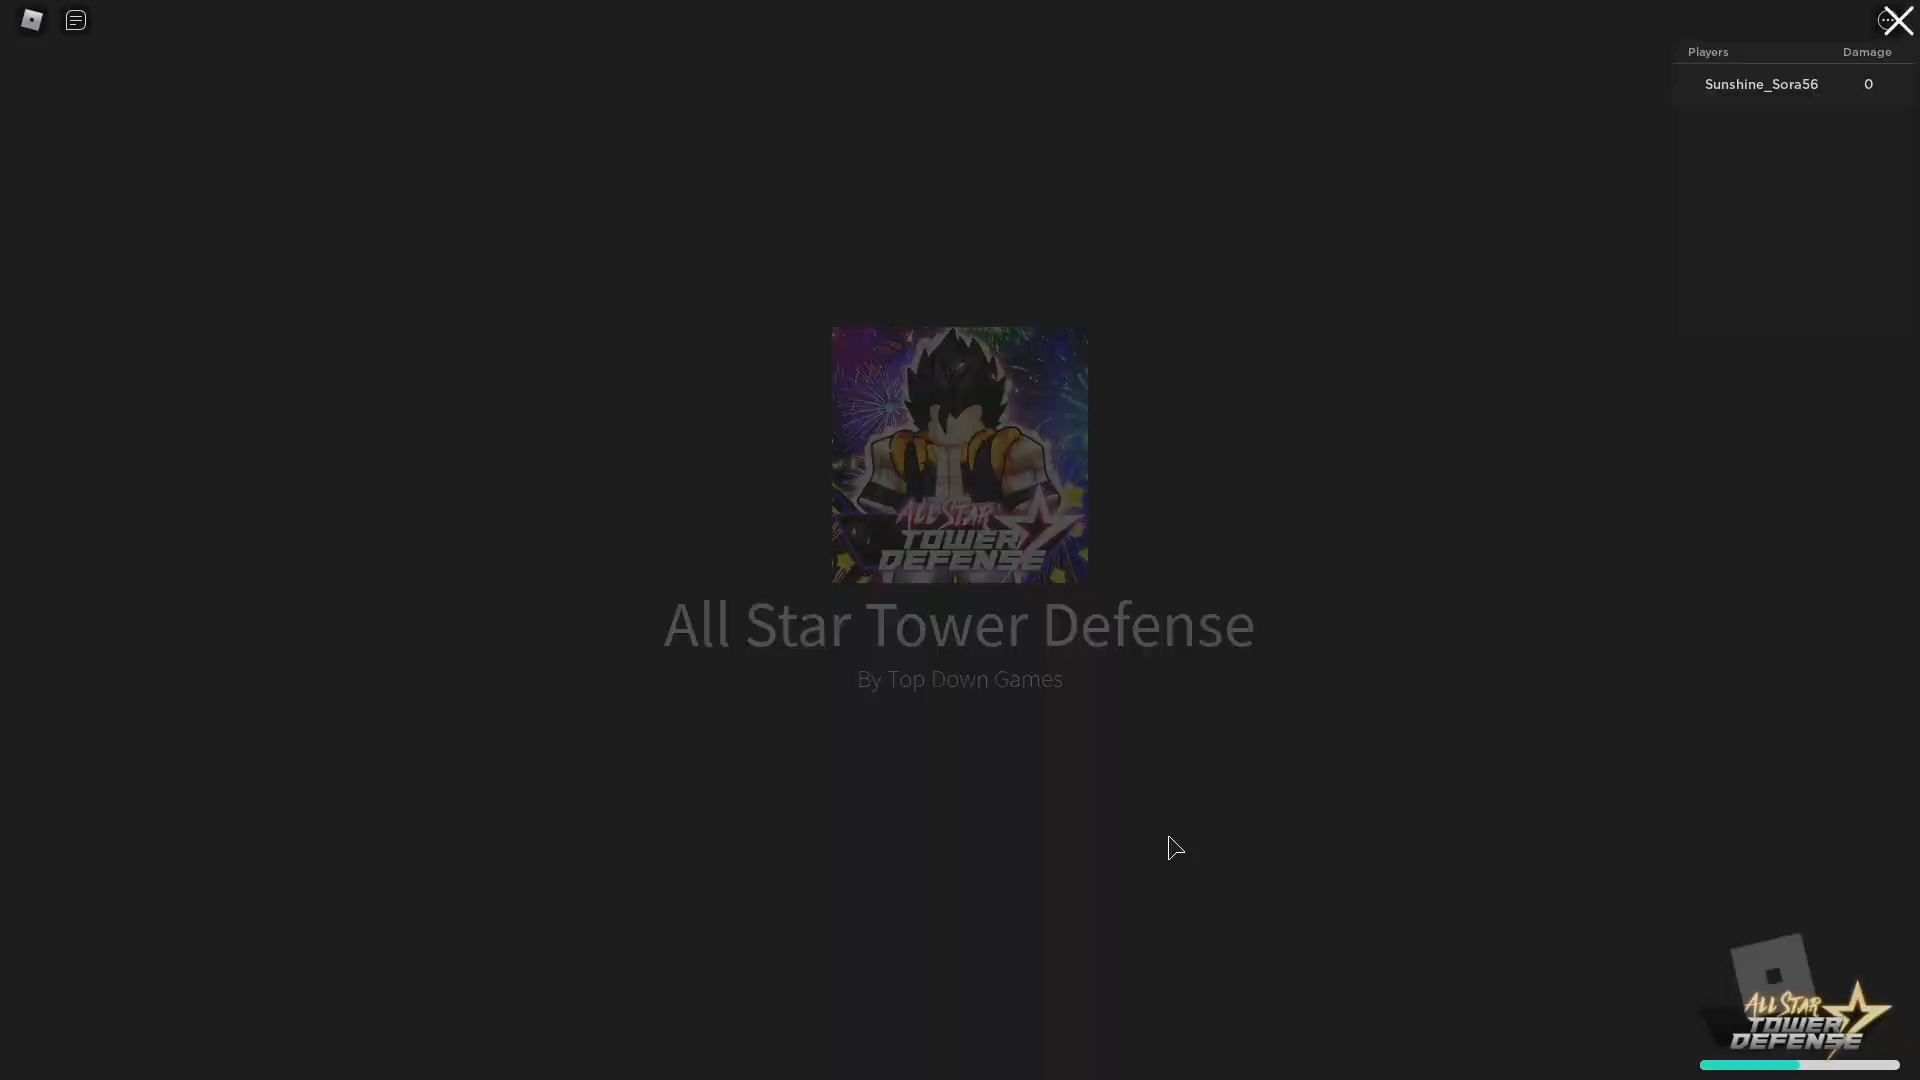 Players Damage
Sunshine_Sora56 0
ALL STAR
TOWER
DEFENSE
All Star Tower Defense
By Top Down Games
ALL STAR
TOWER
DEFENSE